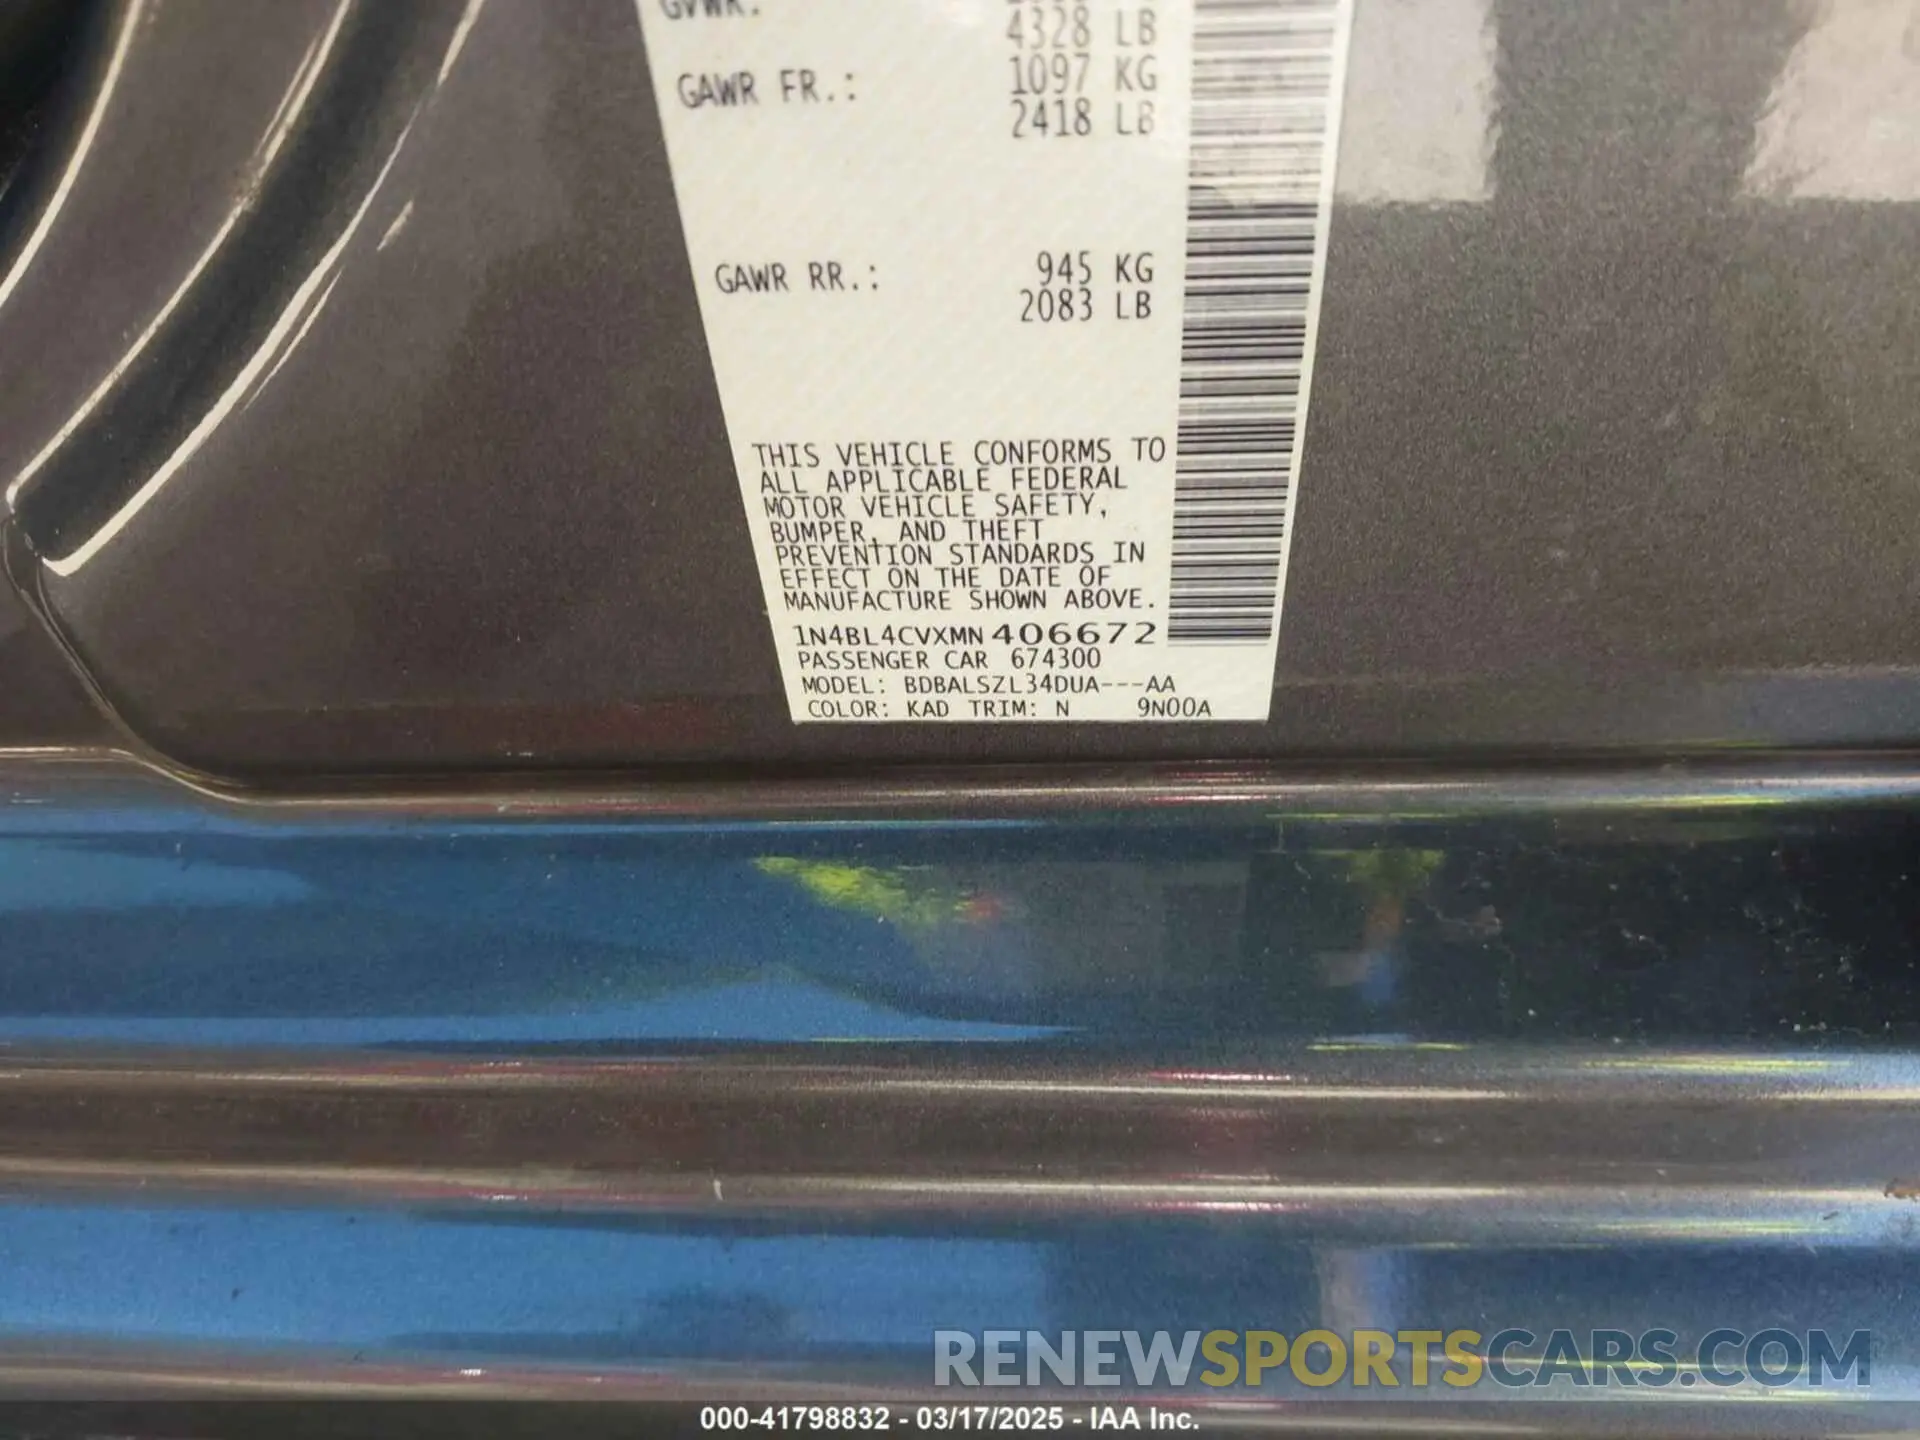 GVWR:
4328 LB
GAWR FR.: 1097 KG
2418 LB
GAWR RR.: 945 KG
2083 LB
THIS VEHICLE CONFORMS TO
ALL APPLICABLE FEDERAL
MOTOR VEHICLE SAFETY,
BUMPER, AND THEFT
PREVENTION STANDARDS IN
EFFECT ON THE DATE OF
MANUFACTURE SHOWN ABOVE.
1N4BL4CVXMN406672
PASSENGER CAR 674300
MODEL: BDBALSZL34DUA---AA
COLOR: KAD TRIM: N 9N00A
RENEWSPORTSCARS.COM
000-41798832 - 03/17/2025 - IAA Inc.